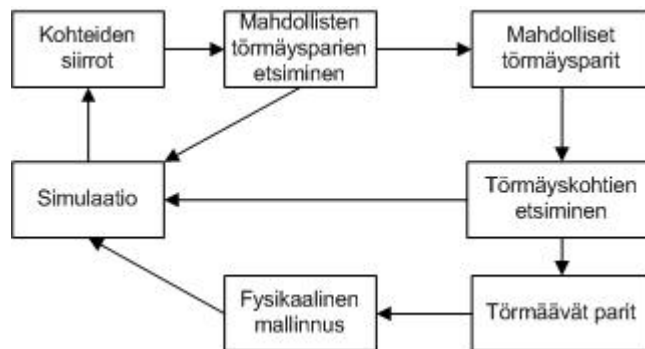 Kohteiden
siirrot
Mahdollisten
törmäysparien
etsiminen
Mahdolliset
törmäysparit
Simulaatio
Törmäyskohtien
etsiminen
Fysikaalinen
mallinnus
Törmäävät parit